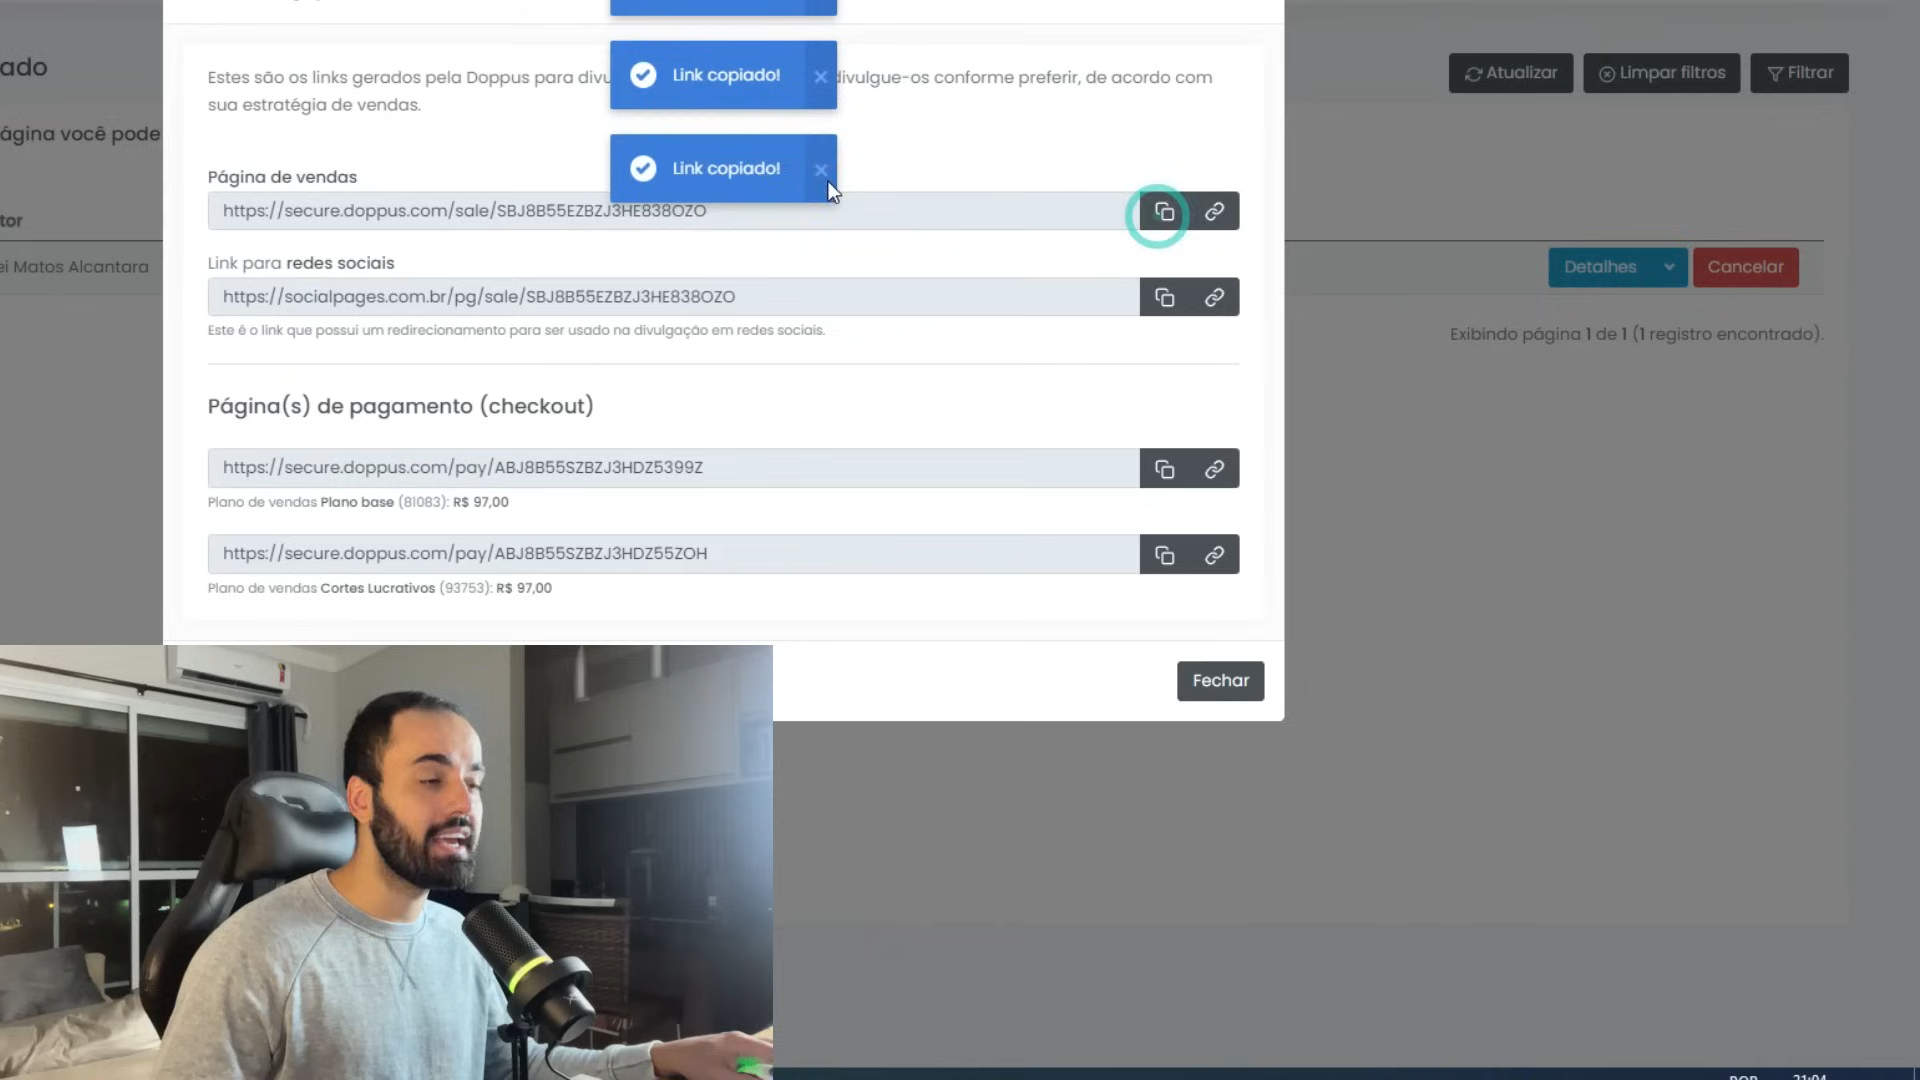 Link copiado!
Estes são os links gerados pela Doppus para divu
divulgue-os conforme preferir, de acordo com
sua estratégia de vendas.
Link copiado!
Página de vendas
https://secure.doppus.com/sale/SBJ8B55EZBZJ3HE838OZO
Link para redes sociais
https://socialpages.com.br/pg/sale/SBJ8B55EZBZJ3HE838OZO
Este é o link que possui um redirecionamento para ser usado na divulgação em redes sociais.
Página(s) de pagamento (checkout)
https://secure.doppus.com/pay/ABJ8B55SZBZJ3HDZ5399Z
Plano de vendas Plano base (81083): R$ 97,00
https://secure.doppus.com/pay/ABJ8B55SZBZJ3HDZ55ZOH
Plano de vendas Cortes Lucrativos (93753): R$ 97,00
Fechar
ado
ágina você pode
tor
ei Matos Alcantara
Atualizar
Limpar filtros
Filtrar
Detalhes
Cancelar
Exibindo página 1 de 1 (1 registro encontrado).